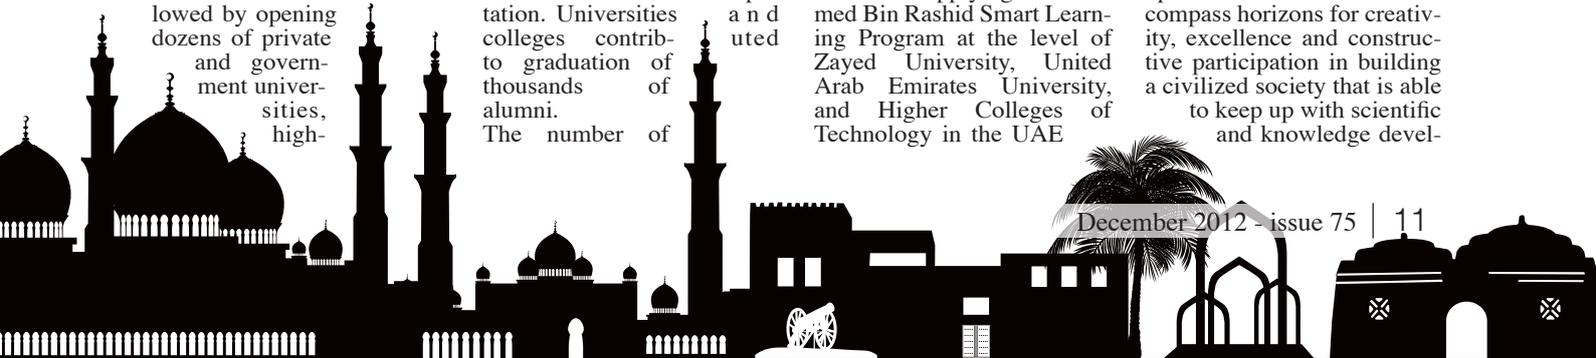 lowed by opening
dozens of private
and govern-
ment univer-
sities,
high-
tation. Universities and
colleges contributed
to graduation of
thousands of
alumni.
The number of
med Bin Rashid Smart Learn-
ing Program at the level of
Zayed University, United
Arab Emirates University,
and Higher Colleges of
Technology in the UAE
compass horizons for creativ-
ity, excellence and construc-
tive participation in building
a civilized society that is able
to keep up with scientific
and knowledge devel-
December 2012 - issue 75 | 11